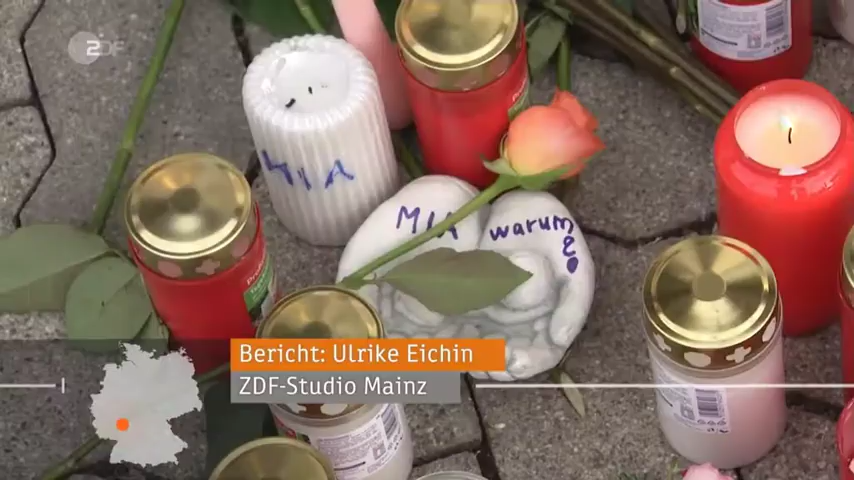 ZDF
MIA
MIA
warum?
Bericht: Ulrike Eichin
ZDF-Studio Mainz